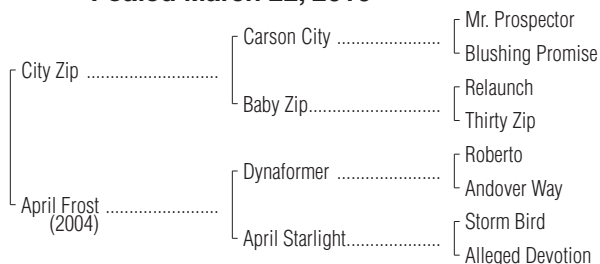 Foaled March 22,
Mr. Prospector
Carson City ......................
Blushing Promise
City Zip ............................
Relaunch
Baby Zip............................
Thirty Zip
Roberto
Dynaformer ......................
Andover Way
April Frost ........................
(2004)
Storm Bird
April Starlight....................
Alleged Devotion